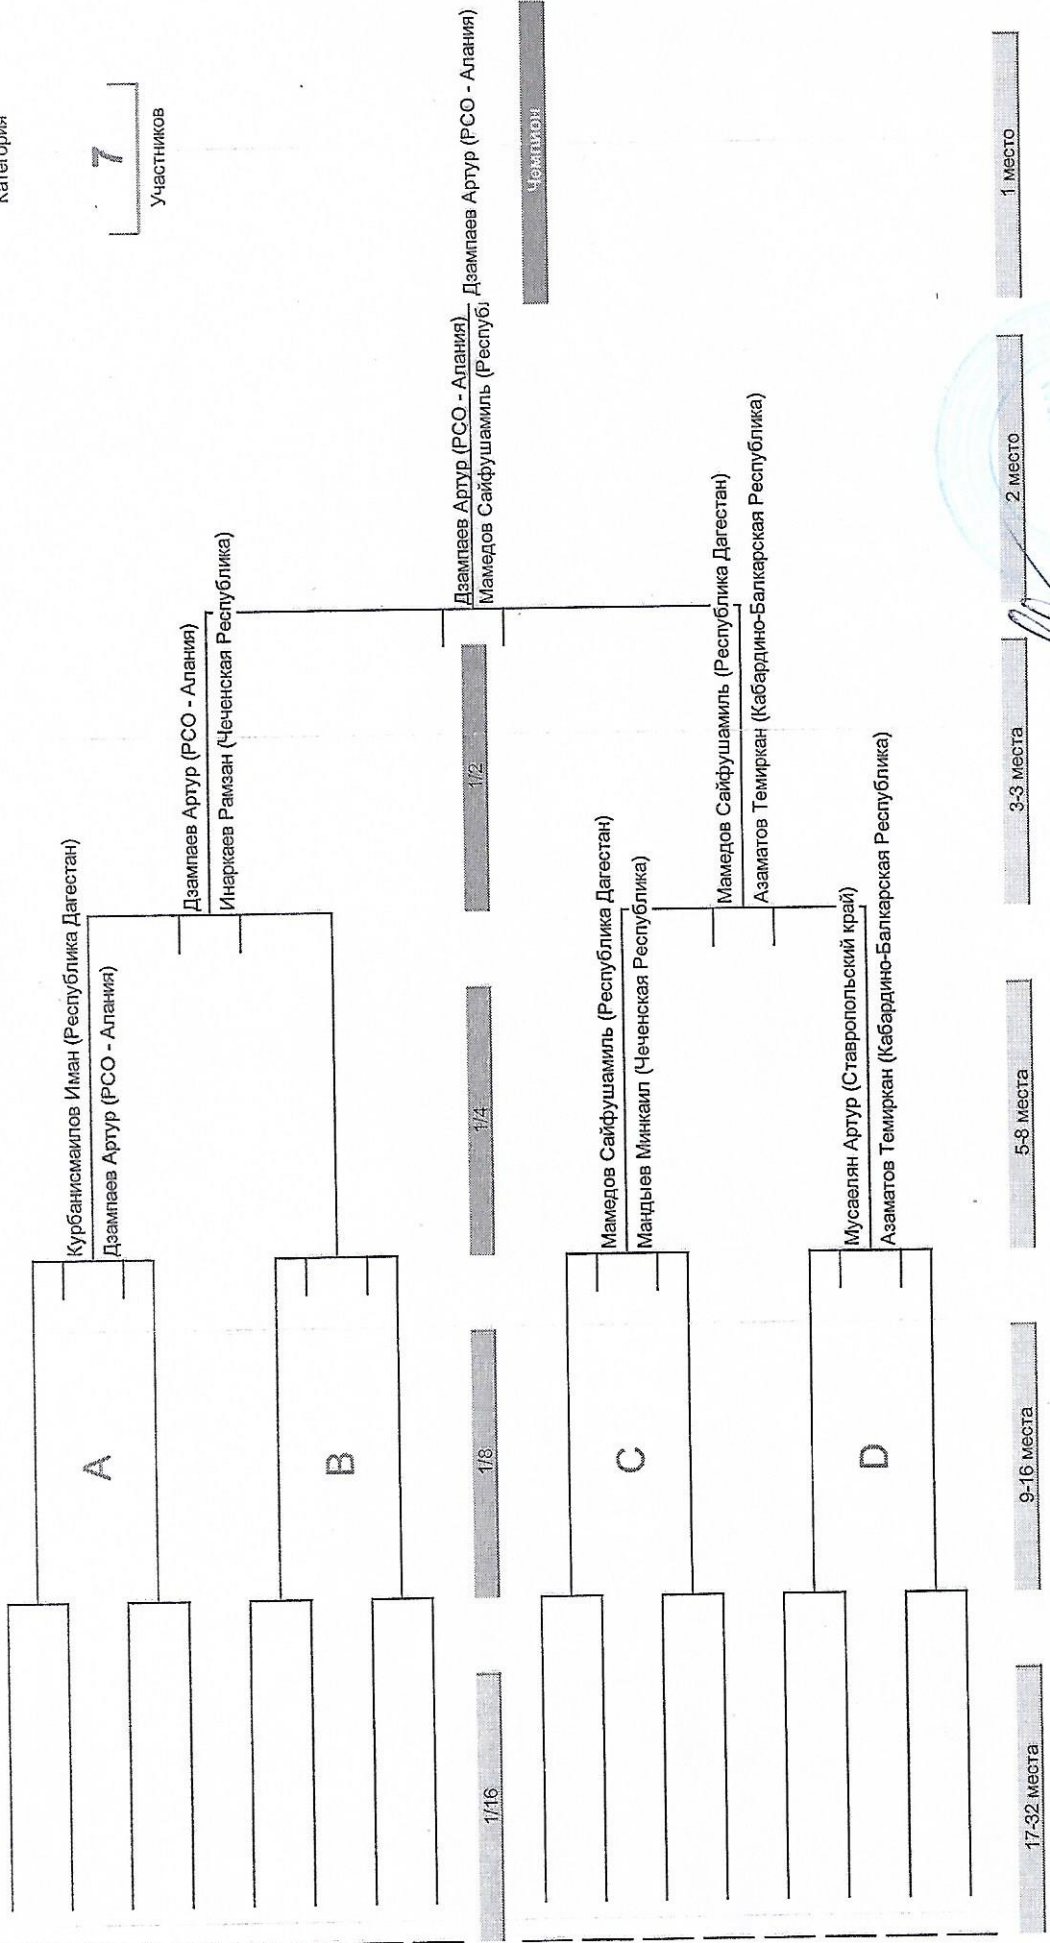 Категория
7
Участников
Курбанисмаилов Иман (Республика Дагестан)
Дзампаев Артур (РСО - Алания)
Дзампаев Артур (РСО - Алания)
Инаркаев Рамзан (Чеченская Республика)
A
B
Дзампаев Артур (РСО - Алания)
Мамедов Сайфушамиль (Республ
Дзампаев Артур (РСО - Алания)
1/16
1/8
1/4
1/2
Чемпион
Мамедов Сайфушамиль (Республика Дагестан)
Мандыев Минкаил (Чеченская Республика)
Мамедов Сайфушамиль (Республика Дагестан)
Азаматов Темиркан (Кабардино-Балкарская Республика)
C
D
Мусаелян Артур (Ставропольский край)
Азаматов Темиркан (Кабардино-Балкарская Республика)
17-32 места
9-16 места
5-8 места
3-3 места
2 место
1 место